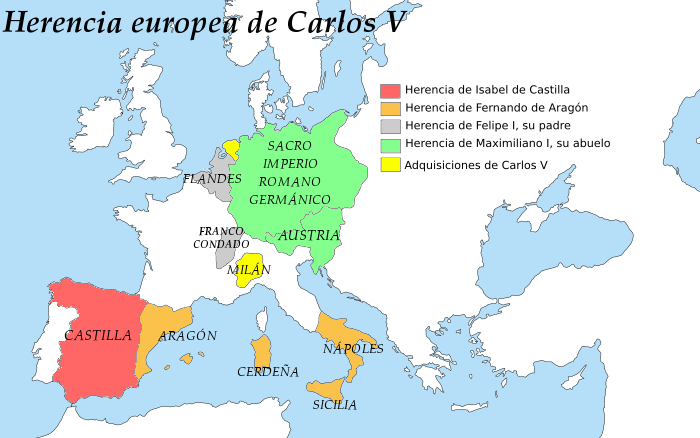 Herencia europea de Carlos V
Herencia de Isabel de Castilla
Herencia de Fernando de Aragón
Herencia de Felipe I, su padre
Herencia de Maximiliano I, su abuelo
Adquisiciones de Carlos V
SACRO
IMPERIO
ROMANO
GERMÁNICO
FLANDES
FRANCO
CONDADO
AUSTRIA
MILÁN
CASTILLA
ARAGÓN
NÁPOLES
CERDEÑA
SICILIA